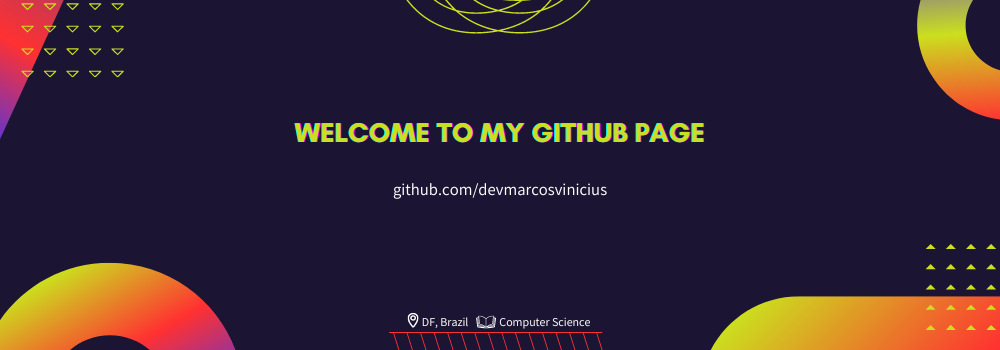 WELCOME TO MY GITHUB PAGE
github.com/devmarcosvinicius
DF, Brazil Computer Science